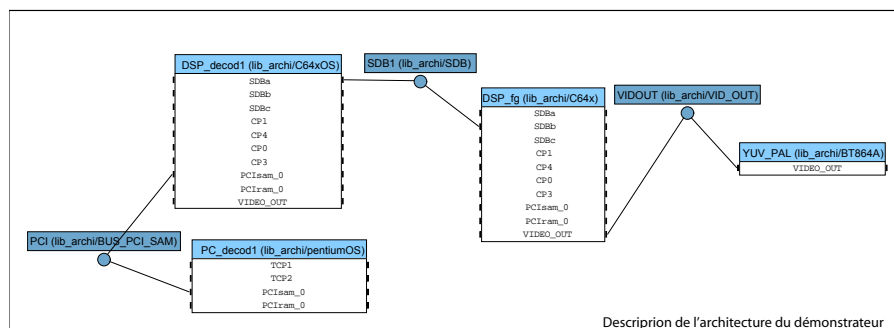 DSP_decod1 (lib_archi/C64xOS)
SDBa
SDBb
SDBc
CP1
CP4
CP0
CP3
PCIsam_0
PCIram_0
VIDEO_OUT
SDB1 (lib_archi/SDB)
DSP_fg (lib_archi/C64x)
SDBa
SDBb
SDBc
CP1
CP4
CP0
CP3
PCIsam_0
PCIram_0
VIDEO_OUT
VIDOUT (lib_archi/VID_OUT)
YUV_PAL (lib_archi/BT864A)
VIDEO_OUT
PCI (lib_archi/BUS_PCI_SAM)
PC_decod1 (lib_archi/pentiumOS)
TCP1
TCP2
PCIsam_0
PCIram_0
Descriprion de l'architecture du démonstrateur